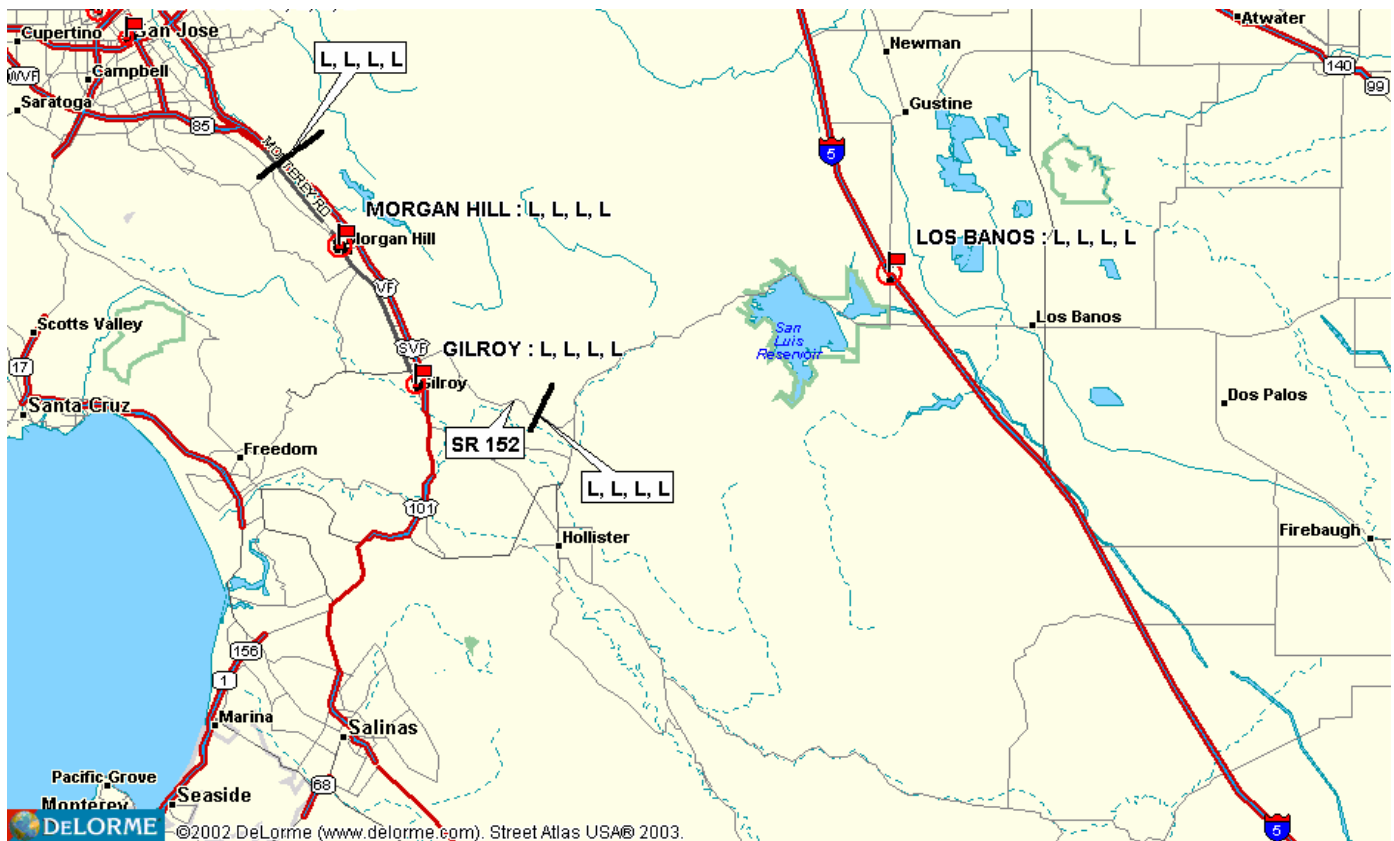 Cupertino
San Jose
L, L, L, L
Newman
Atwater
WVF
Campbell
140
99
Saratoga
Gustine
85
5
MONTEREY RD
MORGAN HILL : L, L, L, L
Morgan Hill
LOS BANOS : L, L, L, L
VF
Scotts Valley
San
Luis
Reservoir
Los Banos
17
SVF
GILROY : L, L, L, L
Gilroy
Santa Cruz
Dos Palos
SR 152
Freedom
L, L, L, L
101
Hollister
Firebaugh
156
1
Marina
Salinas
Pacific Grove
68
Seaside
Monterey
5
DELORME
©2002 DeLorme (www.delorme.com). Street Atlas USA® 2003.